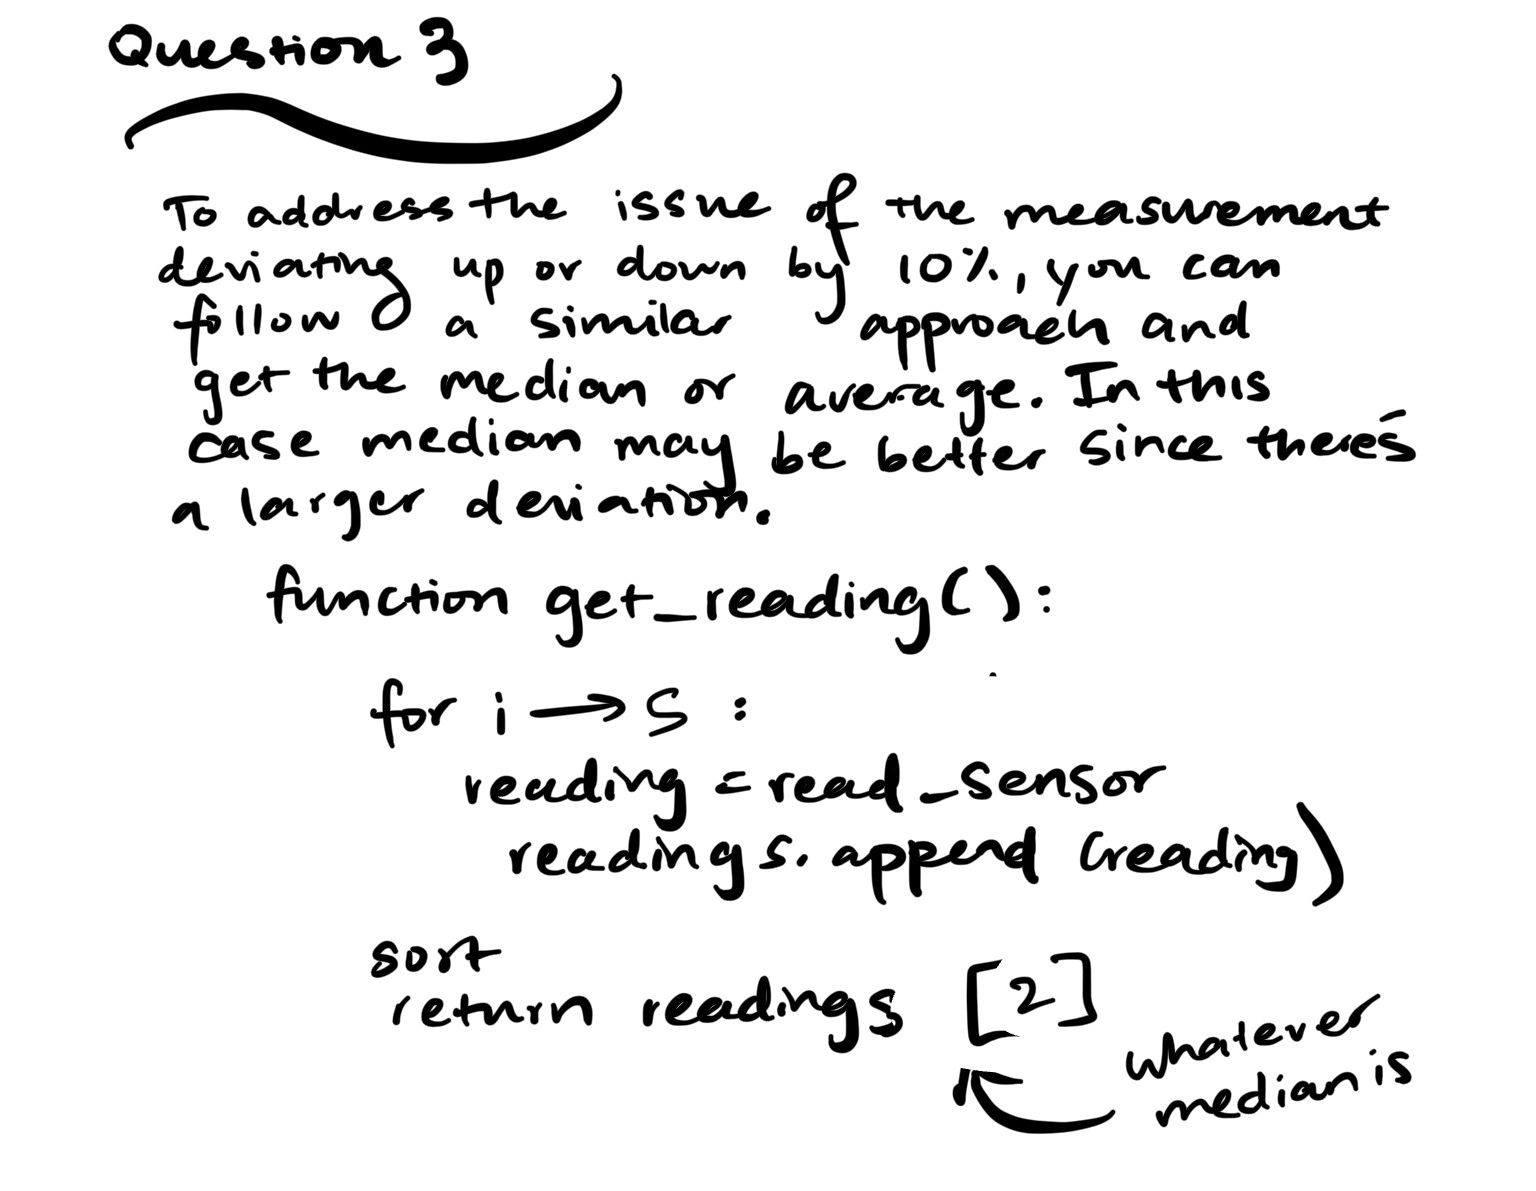 Question 3
To address the issue of the measurement
deviating up or down by 10%, you can
follow a similar approach and
get the median or average. In this
case median may be better since there's
a larger deviation.
function get_reading():
for i → 5 :
reading = read_sensor
readings.append (reading)
sort
return readings [2]
whatever
median is